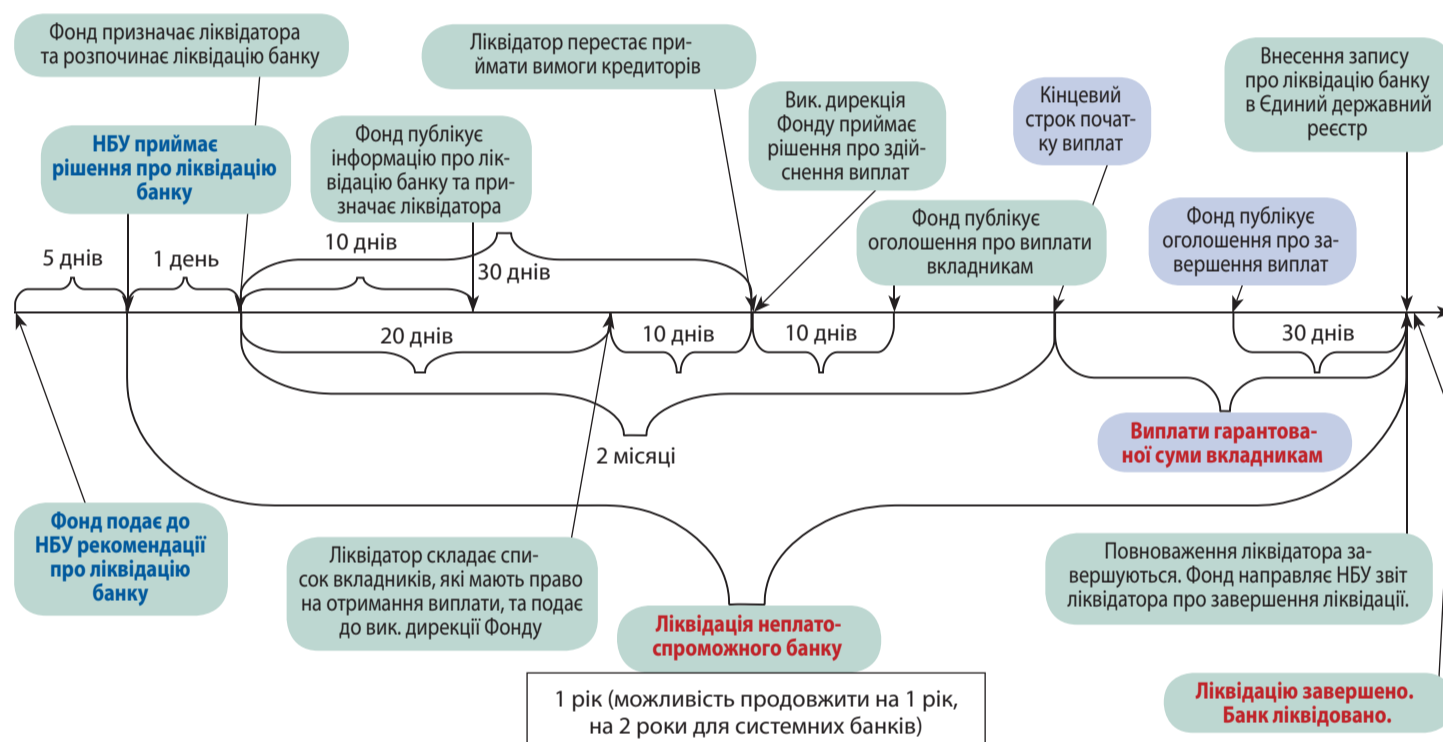 Фонд призначає ліквідатора
та розпочинає ліквідацію банку
Ліквідатор перестає при-
ймати вимоги кредиторів
Внесення запису
про ліквідацію банку
в Єдиний державний
реєстр
НБУ приймає
рішення про ліквідацію
банку
Фонд публікує
інформацію про лік-
відацію банку та при-
значає ліквідатора
Вик. дирекція
Фонду приймає
рішення про здій-
снення виплат
Кінцевий
строк почат-
ку виплат
Фонд публікує
оголошення про виплати
вкладникам
Фонд публікує
оголошення про за-
вершення виплат
5 днів
1 день
10 днів
30 днів
20 днів
10 днів
10 днів
30 днів
2 місяці
Виплати гарантова-
ної суми вкладникам
Фонд подає до
НБУ рекомендації
про ліквідацію
банку
Ліквідатор складає спи-
сок вкладників, які мають право
на отримання виплати, та подає
до вик. дирекції Фонду
Ліквідація неплато-
спроможного банку
Повноваження ліквідатора за-
вершуються. Фонд направляє НБУ звіт
ліквідатора про завершення ліквідації.
1 рік (можливість продовжити на 1 рік,
на 2 роки для системних банків)
Ліквідацію завершено.
Банк ліквідовано.